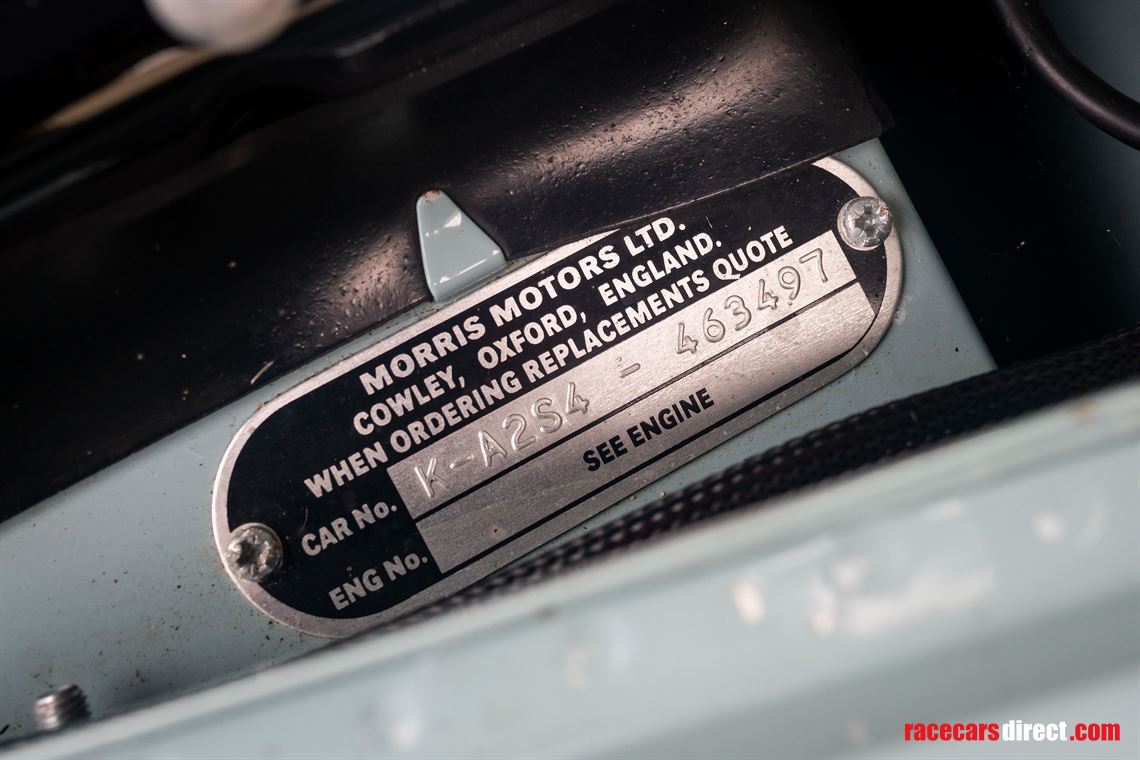 MORRIS MOTORS LTD.
COWLEY, OXFORD, ENGLAND.
WHEN ORDERING REPLACEMENTS QUOTE
CAR No. K-A2S4 - 463497
ENG No. SEE ENGINE
racecarsdirect.com